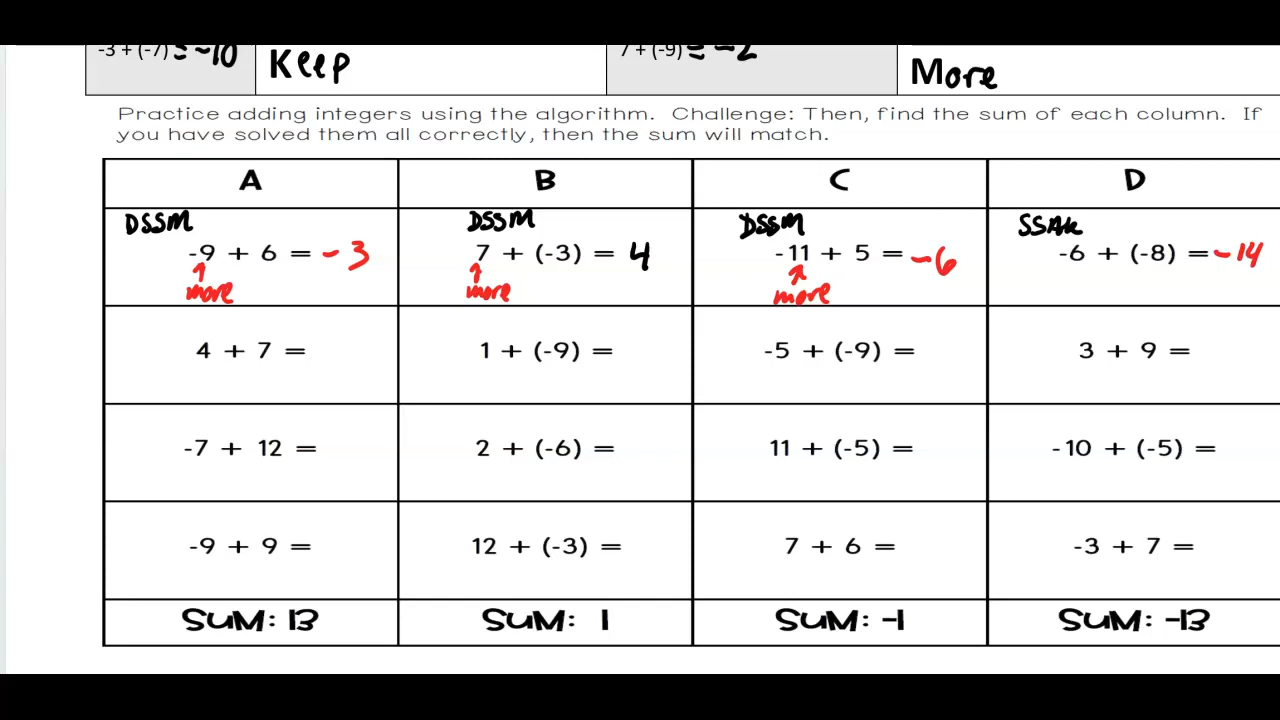 -3 + (-7) = -10
Keep
7 + (-9) = -2
More
Practice adding integers using the algorithm. Challenge: Then, find the sum of each column. If
you have solved them all correctly, then the sum will match.
A B C D
DSSM DSSM DSSM SSAK
-9 + 6 = -3 7 + (-3) = 4 -11 + 5 = -6 -6 + (-8) = -14
more more more
4 + 7 = 1 + (-9) = -5 + (-9) = 3 + 9 =
-7 + 12 = 2 + (-6) = 11 + (-5) = -10 + (-5) =
-9 + 9 = 12 + (-3) = 7 + 6 = -3 + 7 =
SUM: 13 SUM: 1 SUM: -1 SUM: -13